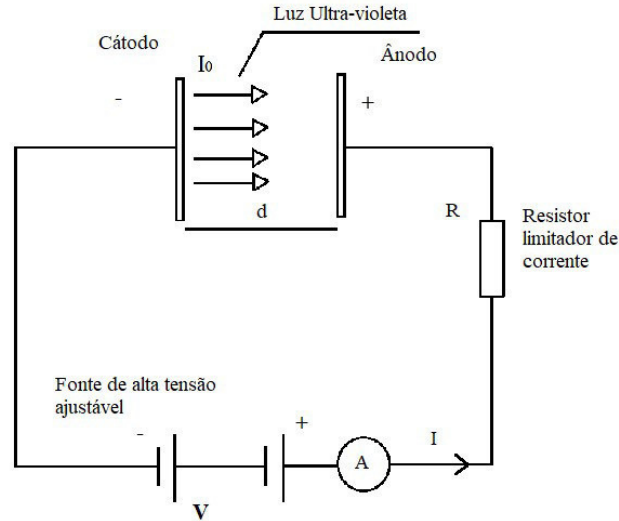 Luz Ultra-violeta
Cátodo
I0
Ânodo
-
+
d
R
Resistor
limitador de
corrente
Fonte de alta tensão
ajustável
-
+
A
I
V